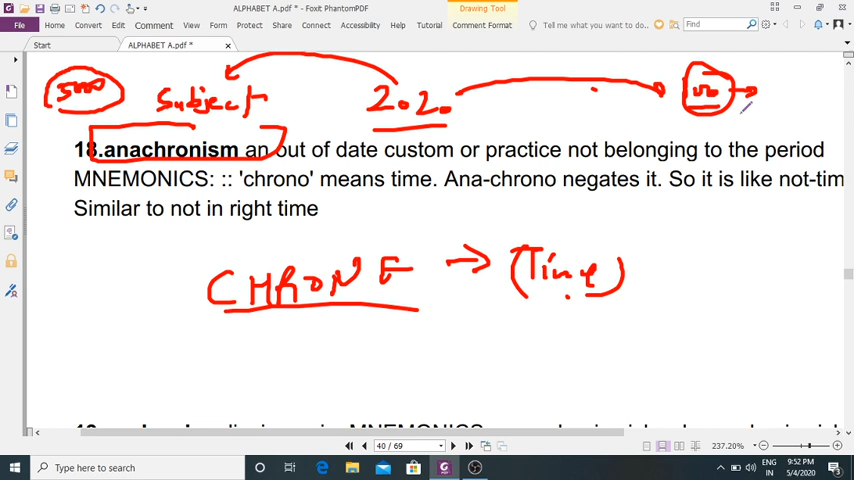 ALPHABET A.pdf * - Foxit PhantomPDF
Drawing Tool
File Home Convert Edit Organize Comment View Form Protect Share Connect Accessibility Help Tutorial Comment Format Tell me what you want to do.. Find
Start ALPHABET A.pdf *
5000 Subject 2020
18.anachronism an out of date custom or practice not belonging to the period
MNEMONICS: :: 'chrono' means time. Ana-chrono negates it. So it is like not-tim
Similar to not in right time
CHRONE → (Time)
40 / 69 237.20%
Type here to search
ENG 9:52 PM
IN 5/4/2020